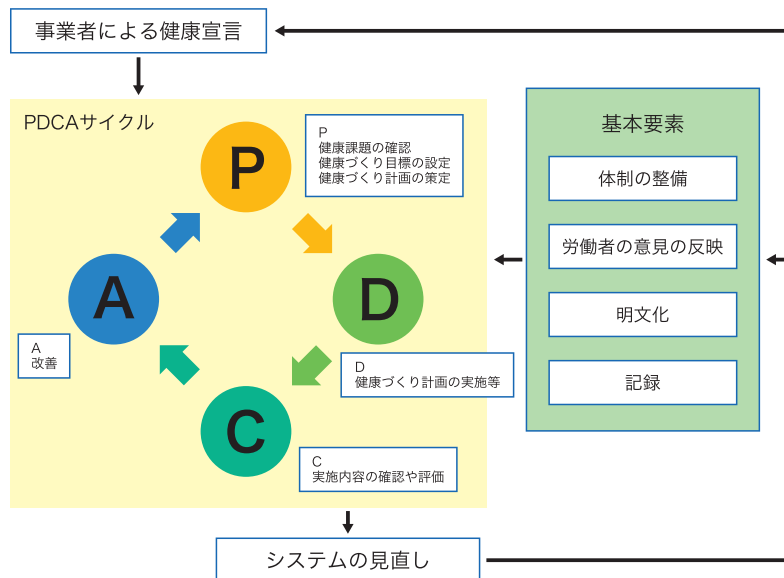 事業者による健康宣言
PDCAサイクル
P
P
健康課題の確認
健康づくり目標の設定
健康づくり計画の策定
A
A
改善
D
D
健康づくり計画の実施等
C
C
実施内容の確認や評価
基本要素
体制の整備
労働者の意見の反映
明文化
記録
システムの見直し